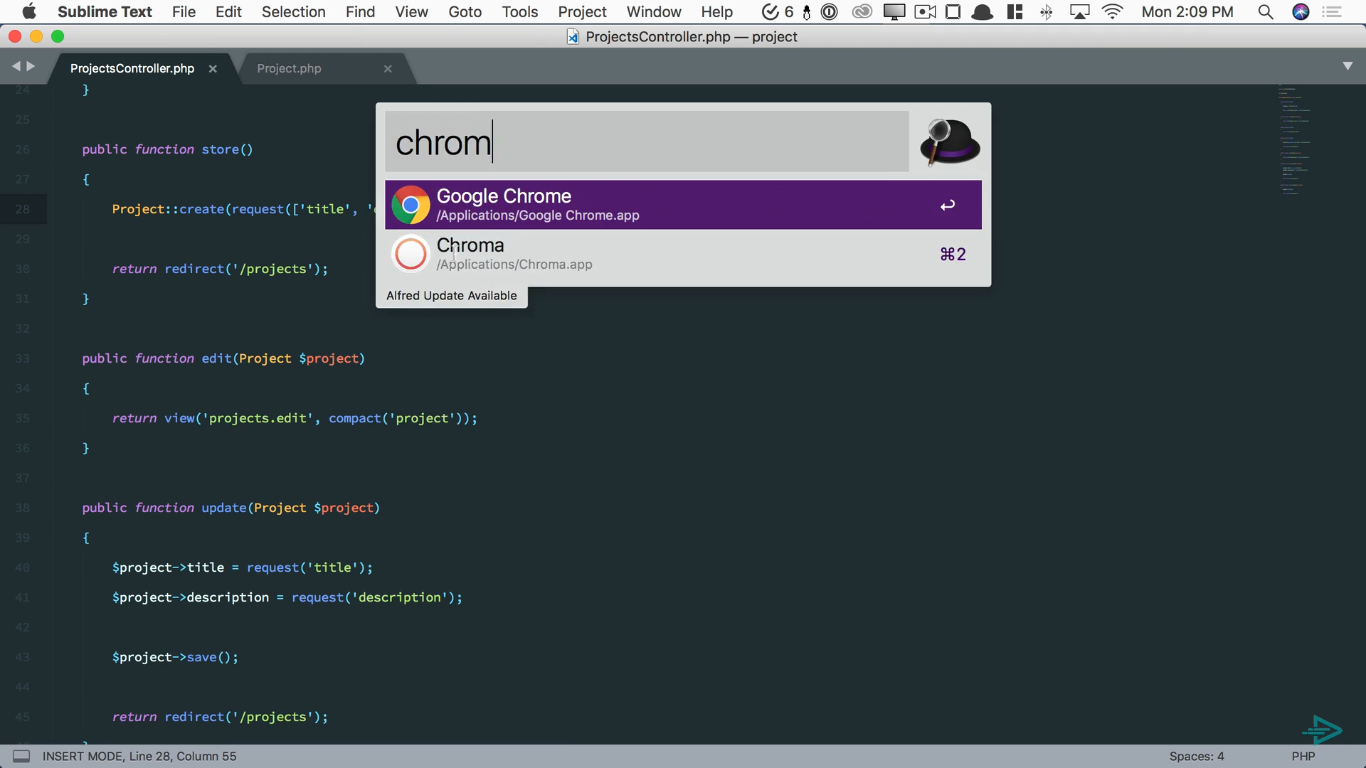 Sublime Text File Edit Selection Find View Goto Tools Project Window Help 6 Mon 2:09 PM
ProjectsController.php — project
ProjectsController.php × Project.php ×
24 }
25
26 public function store()
27 {
28 Project::create(request(['title', '
29
30 return redirect('/projects');
31 }
32
33 public function edit(Project $project)
34 {
35 return view('projects.edit', compact('project'));
36 }
37
38 public function update(Project $project)
39 {
40 $project->title = request('title');
41 $project->description = request('description');
42
43 $project->save();
44
45 return redirect('/projects');
chrom
Google Chrome
/Applications/Google Chrome.app
Chroma ⌘2
/Applications/Chroma.app
Alfred Update Available
INSERT MODE, Line 28, Column 55 Spaces: 4 PHP